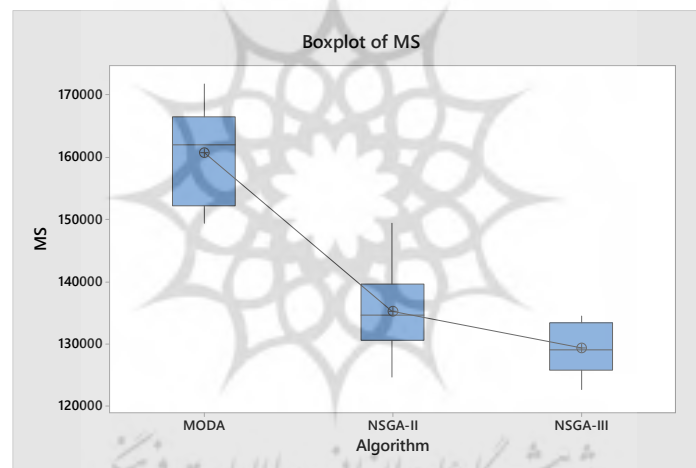 Boxplot of MS
170000
160000
150000
140000
130000
120000
MS
MODA
NSGA-II
NSGA-III
Algorithm